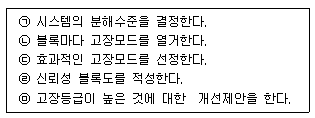 ㉠ 시스템의 분해수준을 결정한다.
㉡ 블록마다 고장모드를 열거한다.
㉢ 효과적인 고장모드를 선정한다.
㉣ 신뢰성 블록도를 적성한다.
㉤ 고장등급이 높은 것에 대한 개선제안을 한다.